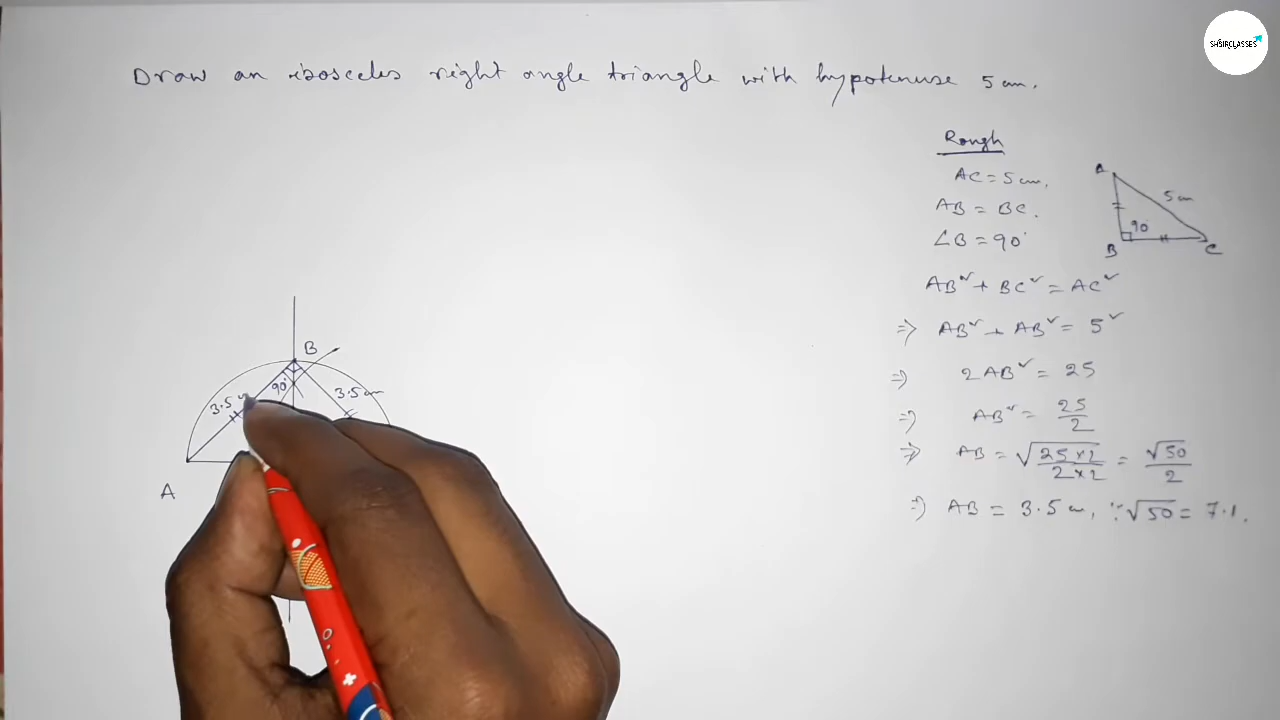 SHSIRCLASSES
Draw an isosceles right angle triangle with hypotenuse 5 cm.
Rough
AC = 5 cm,
AB = BC.
∠B = 90°
A
5 cm
90°
B
C
AB² + BC² = AC²
⇒ AB² + AB² = 5²
⇒ 2AB² = 25
⇒ AB² = 25/2
⇒ AB = √(25×2/2×2) = √50/2
⇒ AB = 3.5 cm, ∵ √50 = 7.1.
B
90°
3.5
3.5 cm
A